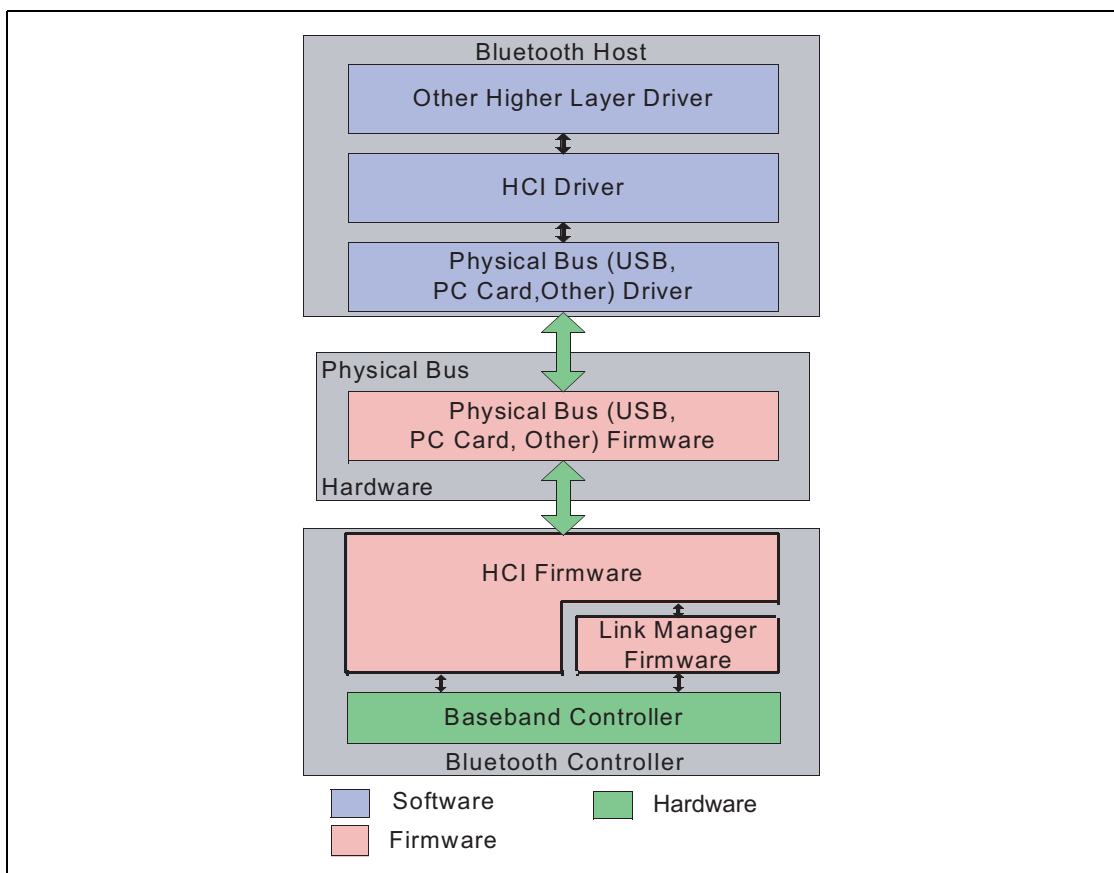 Bluetooth Host
Other Higher Layer Driver
HCI Driver
Physical Bus (USB,
PC Card,Other) Driver
Physical Bus
Physical Bus (USB,
PC Card, Other) Firmware
Hardware
HCI Firmware
Link Manager
Firmware
Baseband Controller
Bluetooth Controller
Software
Hardware
Firmware